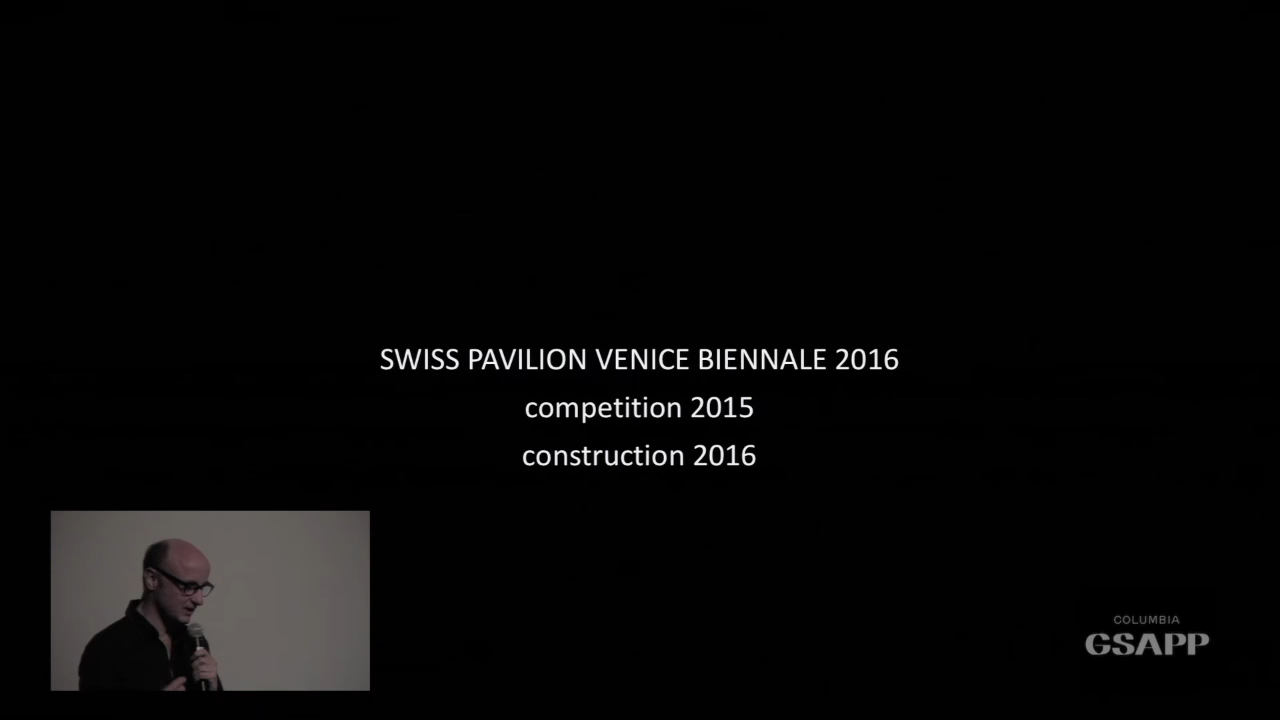 SWISS PAVILION VENICE BIENNALE 2016
competition 2015
construction 2016
COLUMBIA
GSAPP